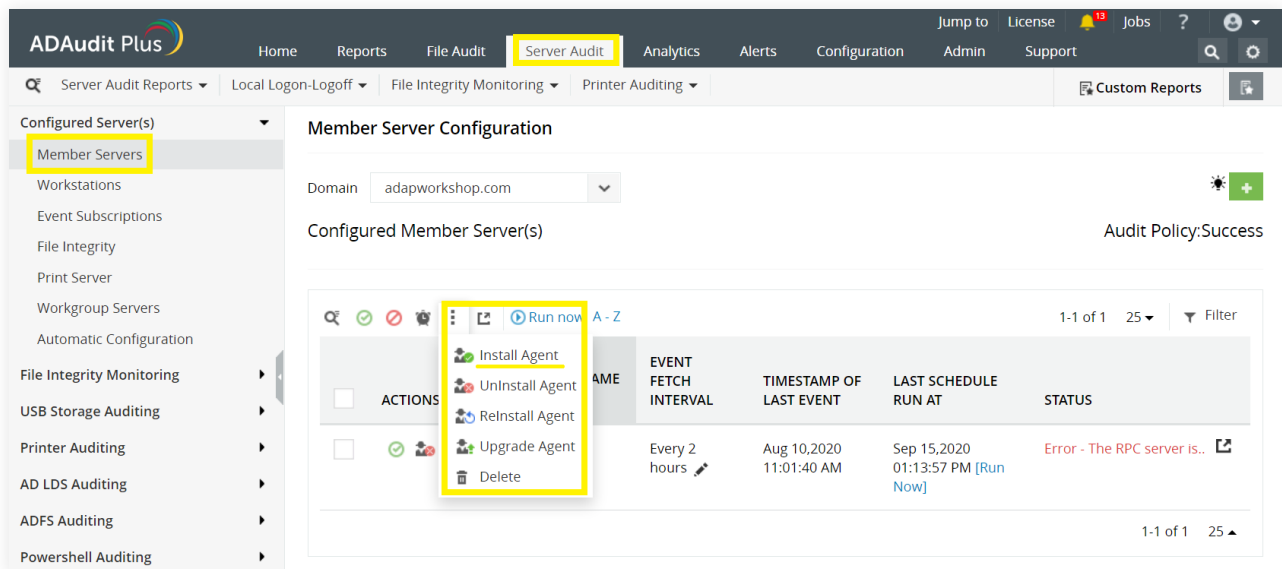 Jump to License 13 Jobs ?
ADAudit Plus
Home Reports File Audit Server Audit Analytics Alerts Configuration Admin Support
Server Audit Reports Local Logon-Logoff File Integrity Monitoring Printer Auditing Custom Reports
Configured Server(s)
Member Servers
Workstations
Event Subscriptions
File Integrity
Print Server
Workgroup Servers
Automatic Configuration
File Integrity Monitoring
USB Storage Auditing
Printer Auditing
AD LDS Auditing
ADFS Auditing
Powershell Auditing
Member Server Configuration
Domain adapworkshop.com
Configured Member Server(s) Audit Policy:Success
Run now A - Z 1-1 of 1 25 Filter
Install Agent
UnInstall Agent
ReInstall Agent
Upgrade Agent
Delete
ACTIONS AME
EVENT
FETCH
INTERVAL
TIMESTAMP OF
LAST EVENT
LAST SCHEDULE
RUN AT
STATUS
Every 2
hours
Aug 10,2020
11:01:40 AM
Sep 15,2020
01:13:57 PM [Run
Now]
Error - The RPC server is..
1-1 of 1 25